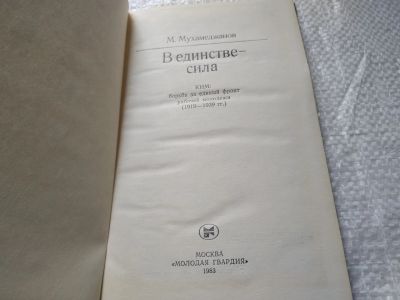 М. Мухамеджанов
В единстве —
сила
КИМ:
борьба за единый фронт
рабочей молодежи
(1919—1939 гг.)
МОСКВА
«МОЛОДАЯ ГВАРДИЯ»
1983